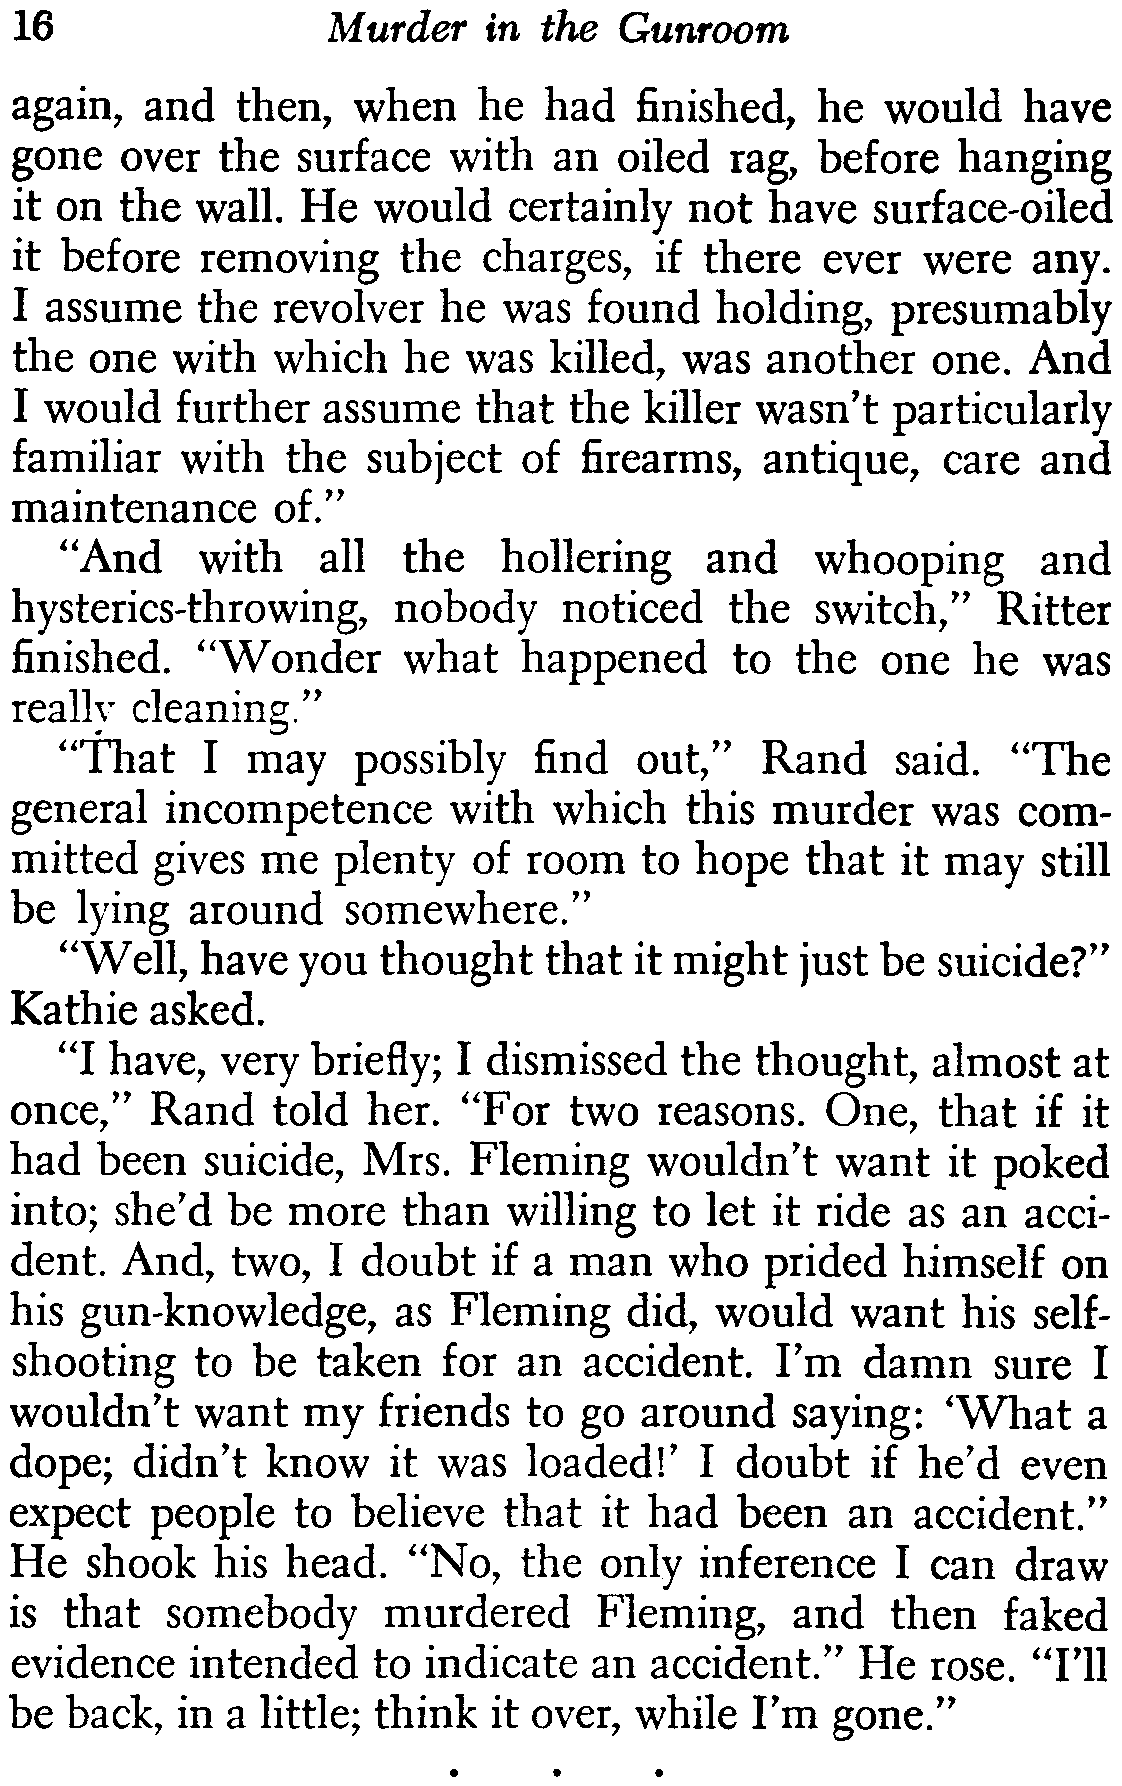 16 Murder in the Gunroom
again, and then, when he had finished, he would have
gone over the surface with an oiled rag, before hanging
it on the wall. He would certainly not have surface-oiled
it before removing the charges, if there ever were any.
I assume the revolver he was found holding, presumably
the one with which he was killed, was another one. And
I would further assume that the killer wasn't particularly
familiar with the subject of firearms, antique, care and
maintenance of."
"And with all the hollering and whooping and
hysterics-throwing, nobody noticed the switch," Ritter
finished. "Wonder what happened to the one he was
really cleaning."
"That I may possibly find out," Rand said. "The
general incompetence with which this murder was com-
mitted gives me plenty of room to hope that it may still
be lying around somewhere."
"Well, have you thought that it might just be suicide?"
Kathie asked.
"I have, very briefly; I dismissed the thought, almost at
once," Rand told her. "For two reasons. One, that if it
had been suicide, Mrs. Fleming wouldn't want it poked
into; she'd be more than willing to let it ride as an acci-
dent. And, two, I doubt if a man who prided himself on
his gun-knowledge, as Fleming did, would want his self-
shooting to be taken for an accident. I'm damn sure I
wouldn't want my friends to go around saying: 'What a
dope; didn't know it was loaded!' I doubt if he'd even
expect people to believe that it had been an accident."
He shook his head. "No, the only inference I can draw
is that somebody murdered Fleming, and then faked
evidence intended to indicate an accident." He rose. "I'll
be back, in a little; think it over, while I'm gone."
. . .